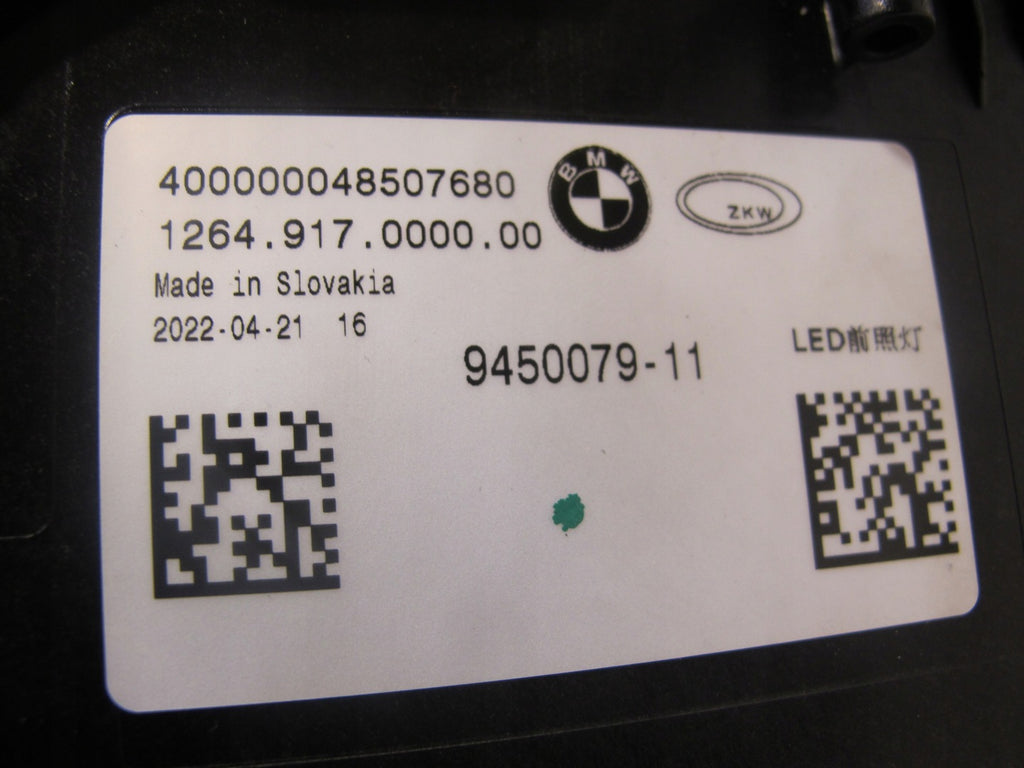 400000048507680
1264.917.0000.00
BMW
ZKW
Made in Slovakia
2022-04-21 16
9450079-11
LED前照灯